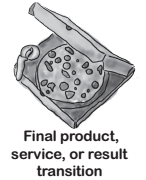 Final product,
service, or result
transition